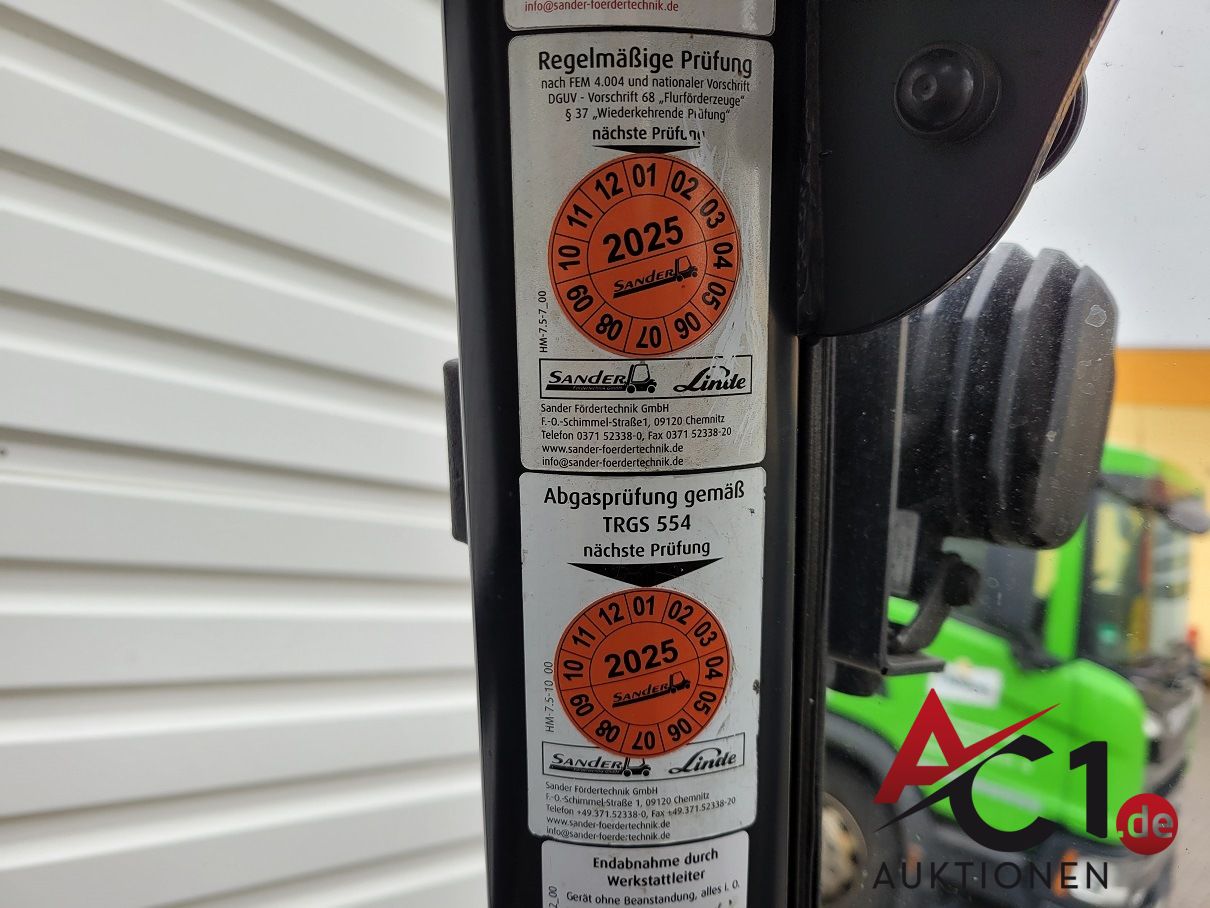 info@sander-foerdertechnik.de
Regelmäßige Prüfung
nach FEM 4.004 und nationaler Vorschrift
DGUV - Vorschrift 68 „Flurförderzeuge“
§ 37 „Wiederkehrende Prüfung“
nächste Prüfung
01 02 03 04 05 06 07 08 09 10 11 12
2025
SANDER
HM-7.5-7_00
SANDER Linde
Sander Fördertechnik GmbH
F.-O.-Schimmel-Straße1, 09120 Chemnitz
Telefon 0371 52338-0, Fax 0371 52338-20
www.sander-foerdertechnik.de
info@sander-foerdertechnik.de
Abgasprüfung gemäß
TRGS 554
nächste Prüfung
01 02 03 04 05 06 07 08 09 10 11 12
2025
SANDER
HM-7.5-10_00
SANDER Linde
Sander Fördertechnik GmbH
F.-O.-Schimmel-Straße 1, 09120 Chemnitz
Telefon +49.371.52338-0, Fax +49.371.52338-20
www.sander-foerdertechnik.de
info@sander-foerdertechnik.de
Endabnahme durch
Werkstattleiter
Gerät ohne Beanstandung, alles i. O.
AC1.de
AUKTIONEN